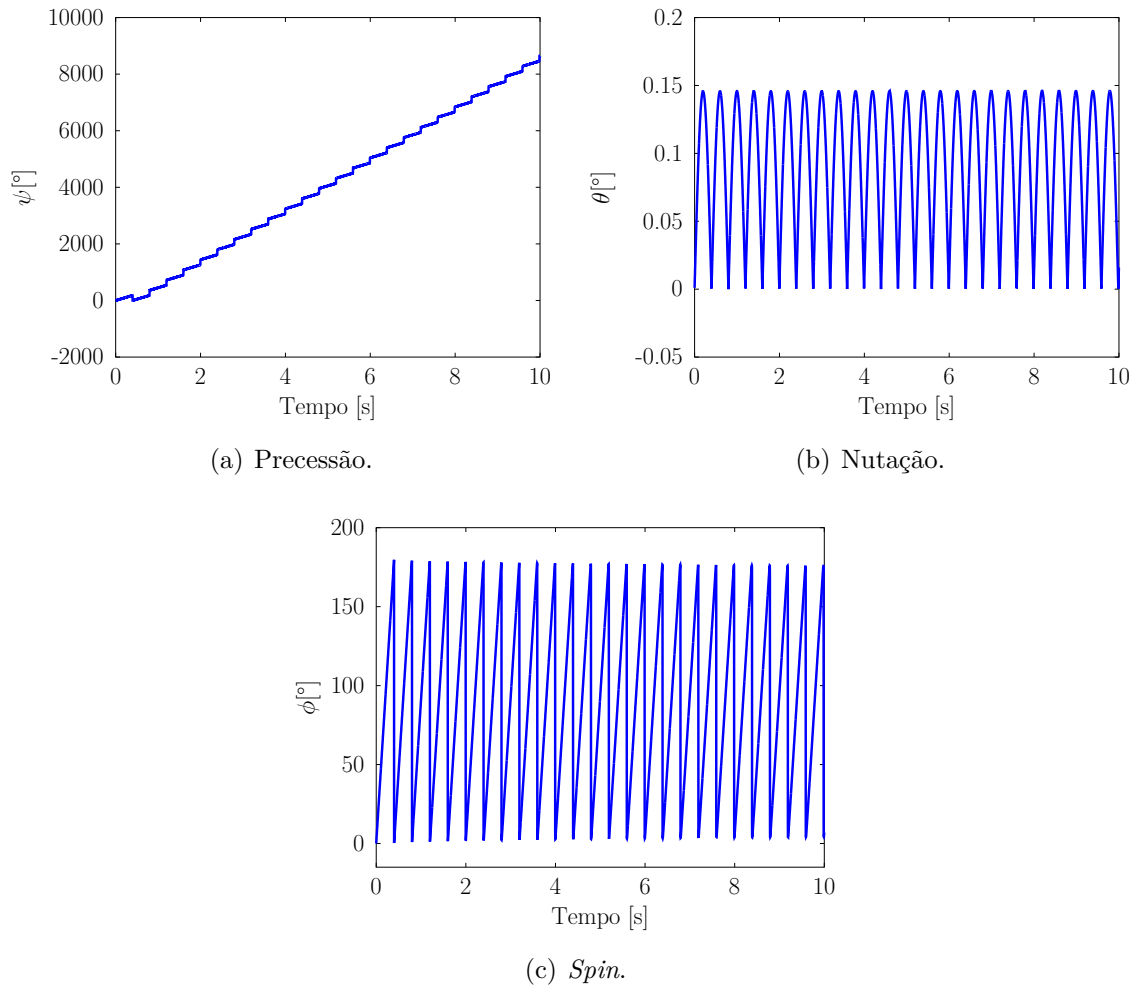 10000
8000
6000
4000
2000
0
-2000
ψ[°]
0 2 4 6 8 10
Tempo [s]
(a) Precessão.
0.2
0.15
0.1
0.05
0
-0.05
θ[°]
0 2 4 6 8 10
Tempo [s]
(b) Nutação.
200
150
100
50
0
ϕ[°]
0 2 4 6 8 10
Tempo [s]
(c) Spin.